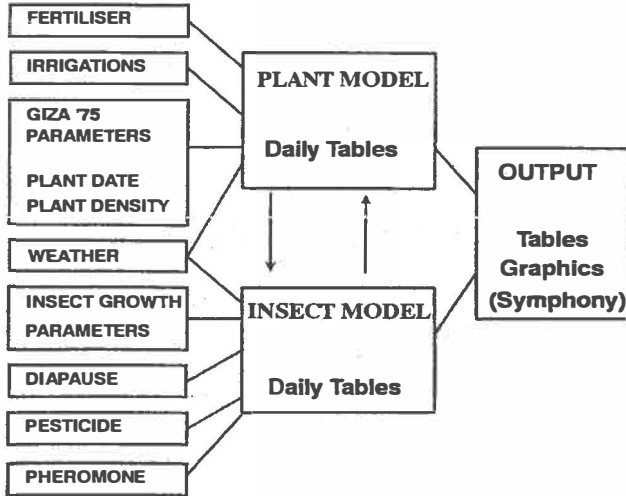 FERTILISER
IRRIGATIONS
GIZA '75
PARAMETERS
PLANT DATE
PLANT DENSITY
WEATHER
INSECT GROWTH
PARAMETERS
DIAPAUSE
PESTICIDE
PHEROMONE
PLANT MODEL
Daily Tables
INSECT MODEL
Daily Tables
OUTPUT
Tables
Graphics
(Symphony)